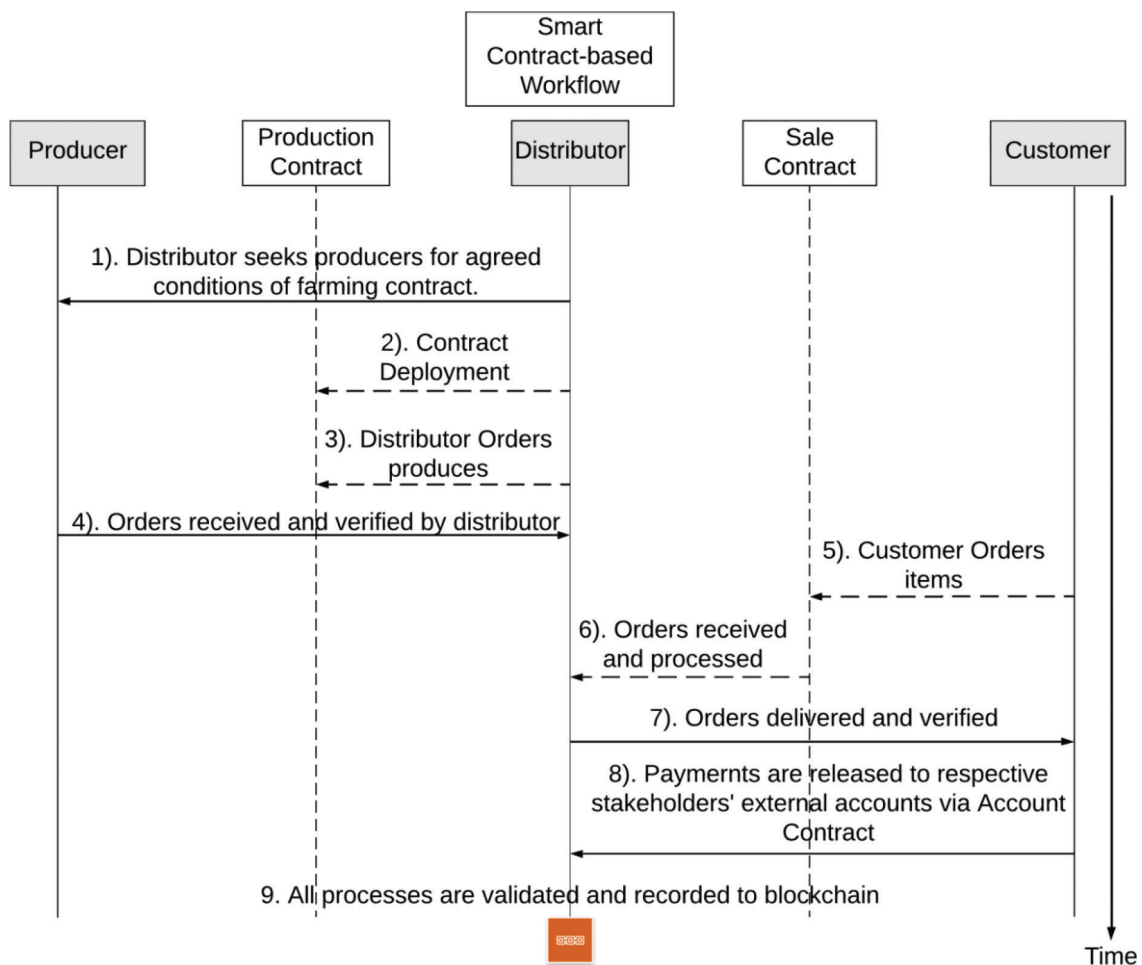 Smart
Contract-based
Workflow
Producer
Production
Contract
Distributor
Sale
Contract
Customer
1). Distributor seeks producers for agreed
conditions of farming contract.
2). Contract
Deployment
3). Distributor Orders
produces
4). Orders received and verified by distributor
5). Customer Orders
items
6). Orders received
and processed
7). Orders delivered and verified
8). Paymernts are released to respective
stakeholders' external accounts via Account
Contract
9. All processes are validated and recorded to blockchain
Time